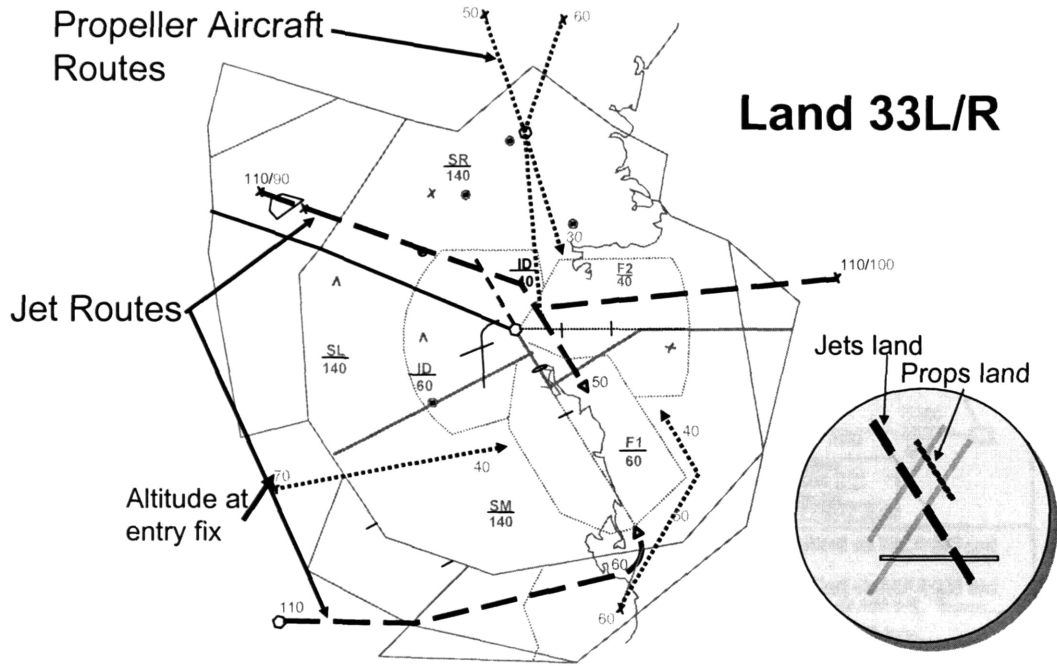 Propeller Aircraft
Routes
50
60
Land 33L/R
SR
140
110/90
30
ID
40
F2
40
110/100
Jet Routes
SL
140
ID
60
50
Jets land
Props land
F1
60
40
40
70
Altitude at
entry fix
SM
140
60
60
110
60